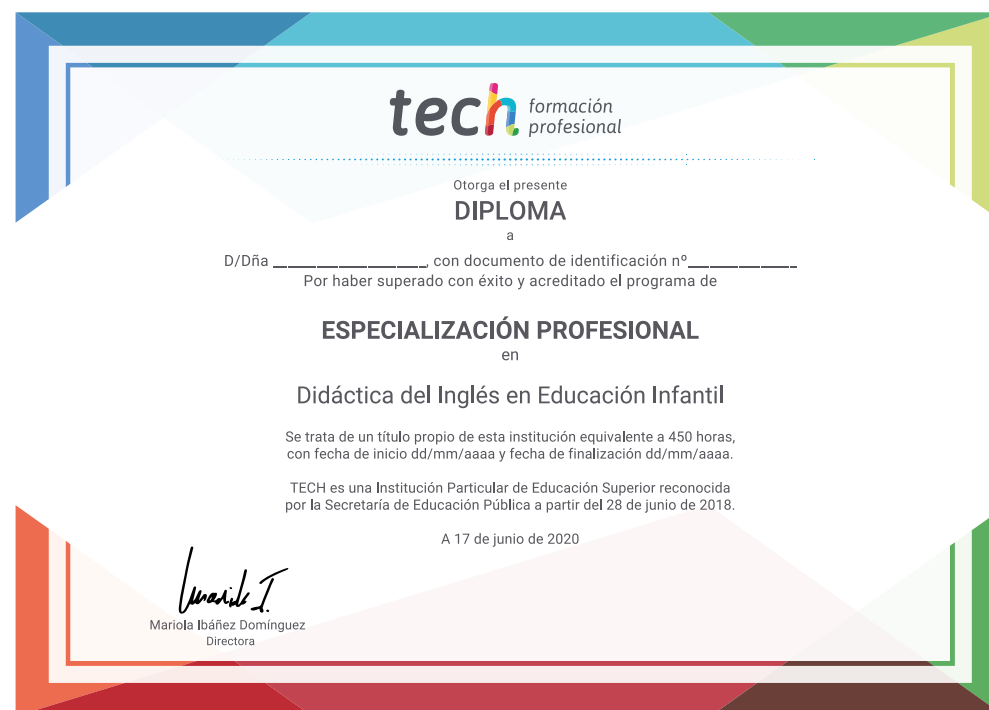 tech formación
profesional
Otorga el presente
DIPLOMA
a
D/Dña ____________________, con documento de identificación nº______________
Por haber superado con éxito y acreditado el programa de
ESPECIALIZACIÓN PROFESIONAL
en
Didáctica del Inglés en Educación Infantil
Se trata de un título propio de esta institución equivalente a 450 horas,
con fecha de inicio dd/mm/aaaa y fecha de finalización dd/mm/aaaa.
TECH es una Institución Particular de Educación Superior reconocida
por la Secretaría de Educación Pública a partir del 28 de junio de 2018.
A 17 de junio de 2020
Mariola Ibáñez Domínguez
Directora